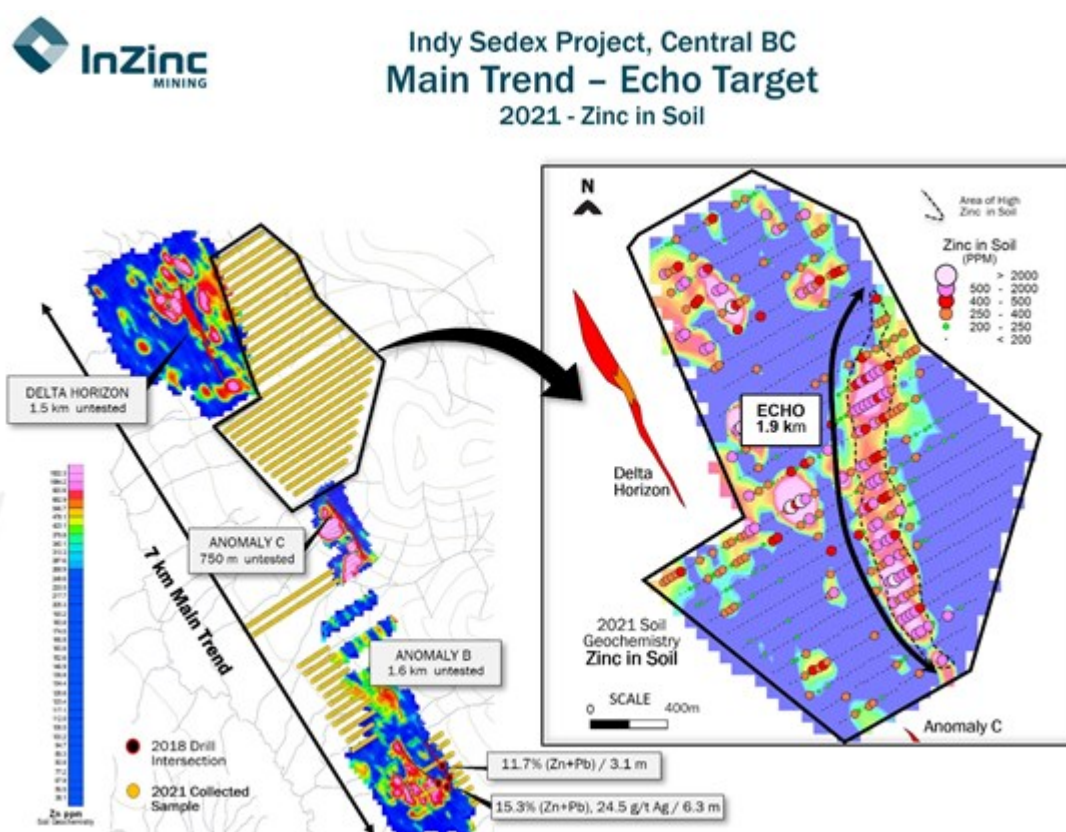 InZinc
MINING
Indy Sedex Project, Central BC
Main Trend – Echo Target
2021 - Zinc in Soil
DELTA HORIZON
1.5 km untested
ANOMALY C
750 m untested
7 km Main Trend
ANOMALY B
1.6 km untested
2018 Drill
Intersection
2021 Collected
Sample
Zn ppm
Soil Geochemistry
11.7% (Zn+Pb) / 3.1 m
15.3% (Zn+Pb), 24.5 g/t Ag / 6.3 m
N
Area of High
Zinc in Soil
Zinc in Soil
(PPM)
> 2000
500 - 2000
400 - 500
250 - 400
200 - 250
< 200
ECHO
1.9 km
Delta
Horizon
2021 Soil
Geochemistry
Zinc in Soil
SCALE
0 400m
Anomaly C